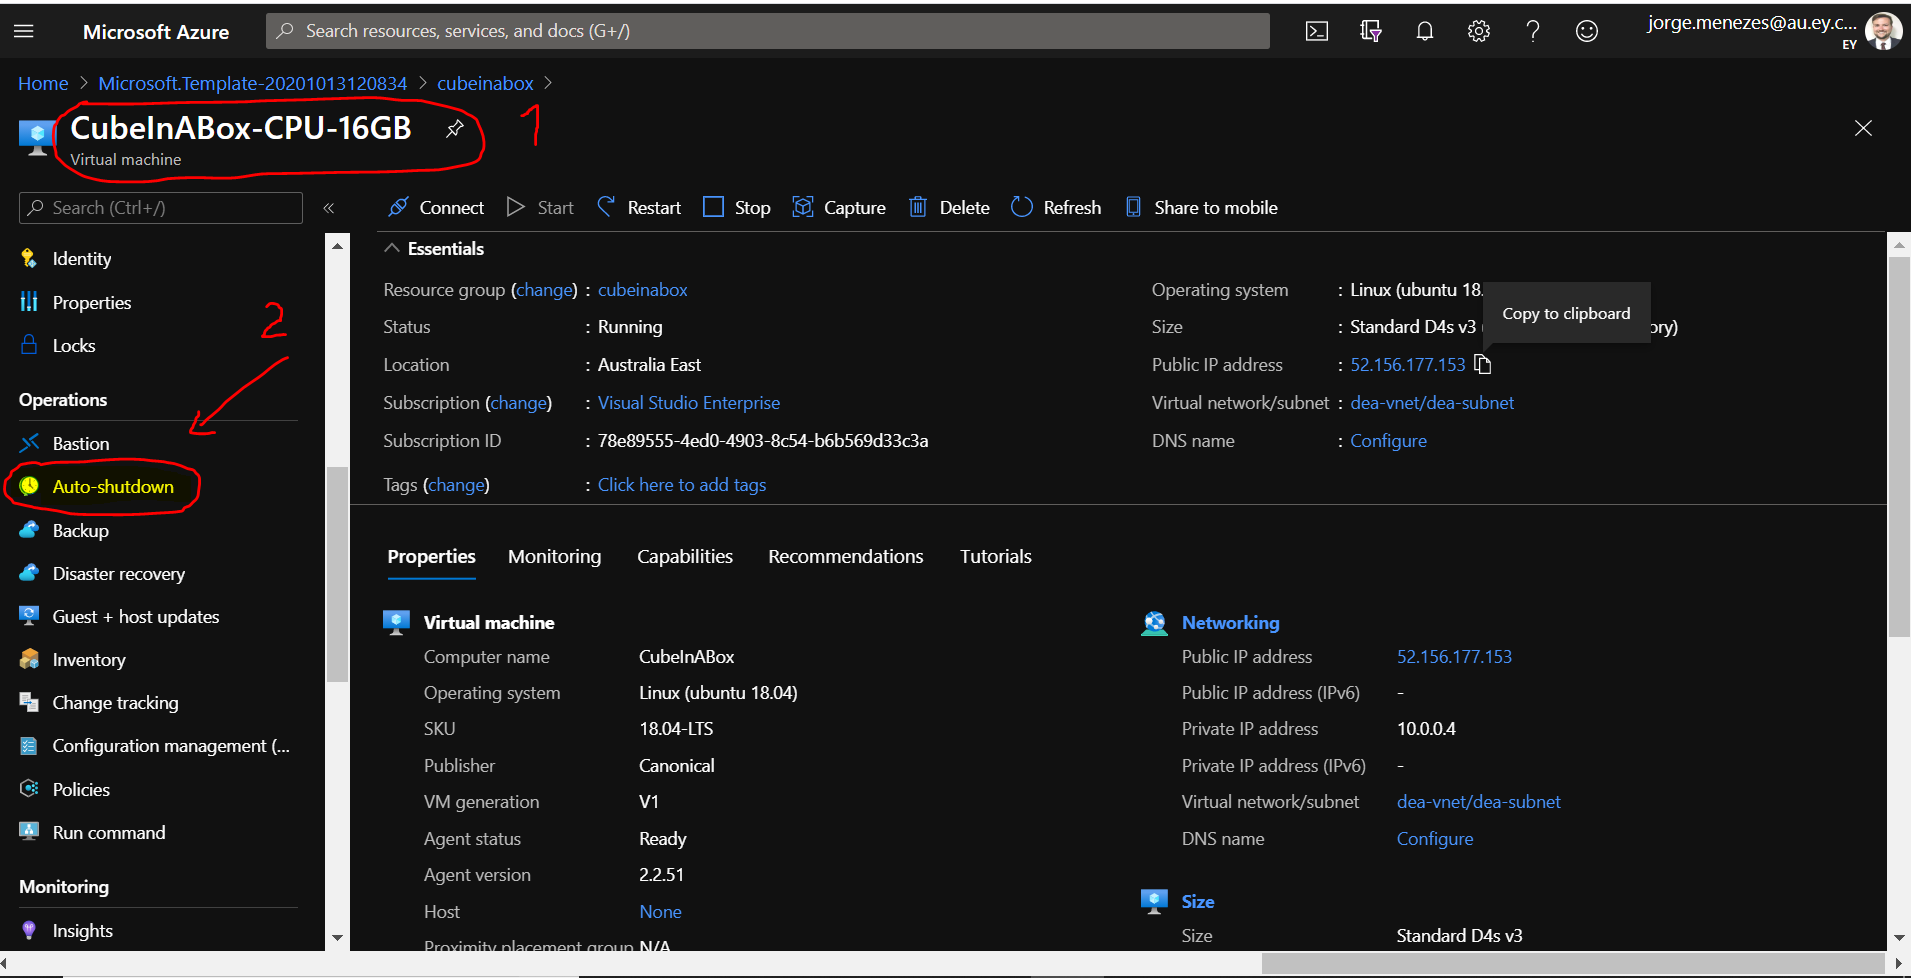 Microsoft Azure
Search resources, services, and docs (G+/)
jorge.menezes@au.ey.c...
EY
Home > Microsoft.Template-20201013120834 > cubeinabox >
1
CubeInABox-CPU-16GB
Virtual machine
Search (Ctrl+/)
«
Connect
Start
Restart
Stop
Capture
Delete
Refresh
Share to mobile
Identity
Properties
Locks
2
Operations
Bastion
Auto-shutdown
Backup
Disaster recovery
Guest + host updates
Inventory
Change tracking
Configuration management (...
Policies
Run command
Monitoring
Insights
Essentials
Resource group (change) : cubeinabox
Status : Running
Location : Australia East
Subscription (change) : Visual Studio Enterprise
Subscription ID : 78e89555-4ed0-4903-8c54-b6b569d33c3a
Tags (change) : Click here to add tags
Operating system : Linux (ubuntu 18.
Copy to clipboard
Size : Standard D4s v3 ory)
Public IP address : 52.156.177.153
Virtual network/subnet : dea-vnet/dea-subnet
DNS name : Configure
Properties
Monitoring
Capabilities
Recommendations
Tutorials
Virtual machine
Computer name CubeInABox
Operating system Linux (ubuntu 18.04)
SKU 18.04-LTS
Publisher Canonical
VM generation V1
Agent status Ready
Agent version 2.2.51
Host None
Proximity placement group N/A
Networking
Public IP address 52.156.177.153
Public IP address (IPv6) -
Private IP address 10.0.0.4
Private IP address (IPv6) -
Virtual network/subnet dea-vnet/dea-subnet
DNS name Configure
Size
Size Standard D4s v3